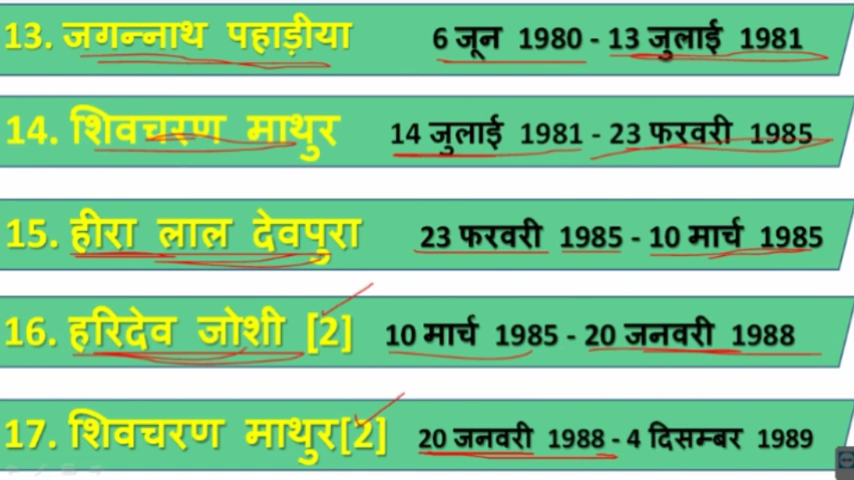 13. जगन्नाथ पहाड़ीया 6 जून 1980 - 13 जुलाई 1981
14. शिवचरण माथुर 14 जुलाई 1981 - 23 फरवरी 1985
15. हीरा लाल देवपुरा 23 फरवरी 1985 - 10 मार्च 1985
16. हरिदेव जोशी [2] 10 मार्च 1985 - 20 जनवरी 1988
17. शिवचरण माथुर[2] 20 जनवरी 1988 - 4 दिसम्बर 1989